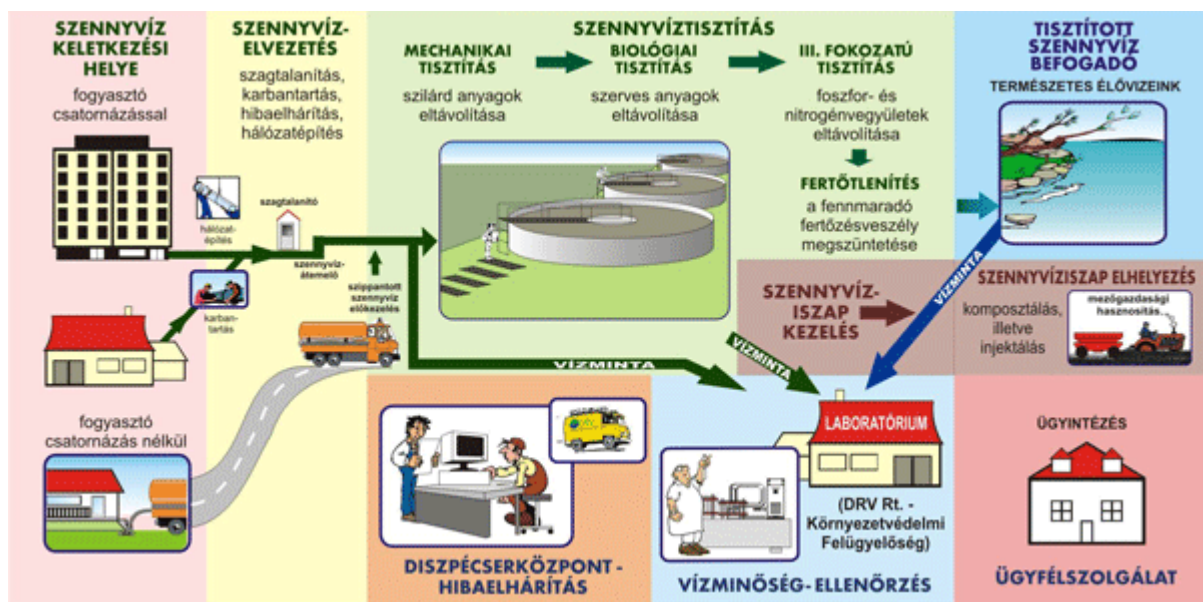 SZENNYVÍZ
KELETKEZÉSI
HELYE
fogyasztó
csatornázással
hálózat-
építés
karban-
tartás
fogyasztó
csatornázás nélkül
SZENNYVÍZ-
ELVEZETÉS
szagtalanítás,
karbantartás,
hibaelhárítás,
hálózatépítés
szagtalanító
szennyvíz-
átemelő
szippantott
szennyvíz
előkezelés
SZENNYVÍZTISZTÍTÁS
MECHANIKAI
TISZTÍTÁS
szilárd anyagok
eltávolítása
BIOLÓGIAI
TISZTÍTÁS
szerves anyagok
eltávolítása
III. FOKOZATÚ
TISZTÍTÁS
foszfor- és
nitrogénvegyületek
eltávolítása
FERTŐTLENÍTÉS
a fennmaradó
fertőzésveszély
megszüntetése
TISZTÍTOTT
SZENNYVÍZ
BEFOGADÓ
TERMÉSZETES ÉLŐVIZEINK
SZENNYVÍZ-
ISZAP
KEZELÉS
SZENNYVÍZISZAP ELHELYEZÉS
komposztálás,
illetve
injektálás
mezőgazdasági
hasznosítás
VÍZMINTA
VÍZMINTA
VÍZMINTA
DISZPÉCSERKÖZPONT -
HIBAELHÁRÍTÁS
LABORATÓRIUM
(DRV Rt. -
Környezetvédelmi
Felügyelőség)
VÍZMINŐSÉG- ELLENŐRZÉS
ÜGYINTÉZÉS
ÜGYFÉLSZOLGÁLAT